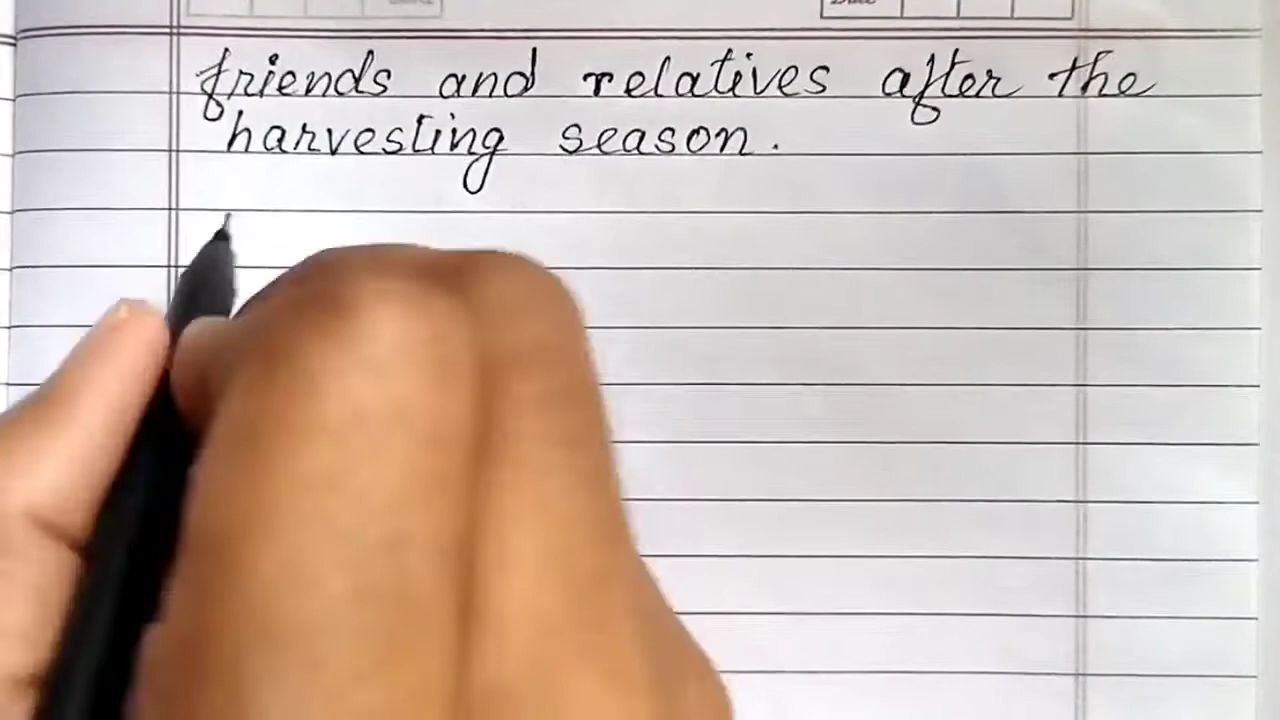 friends and relatives after the
harvesting season.